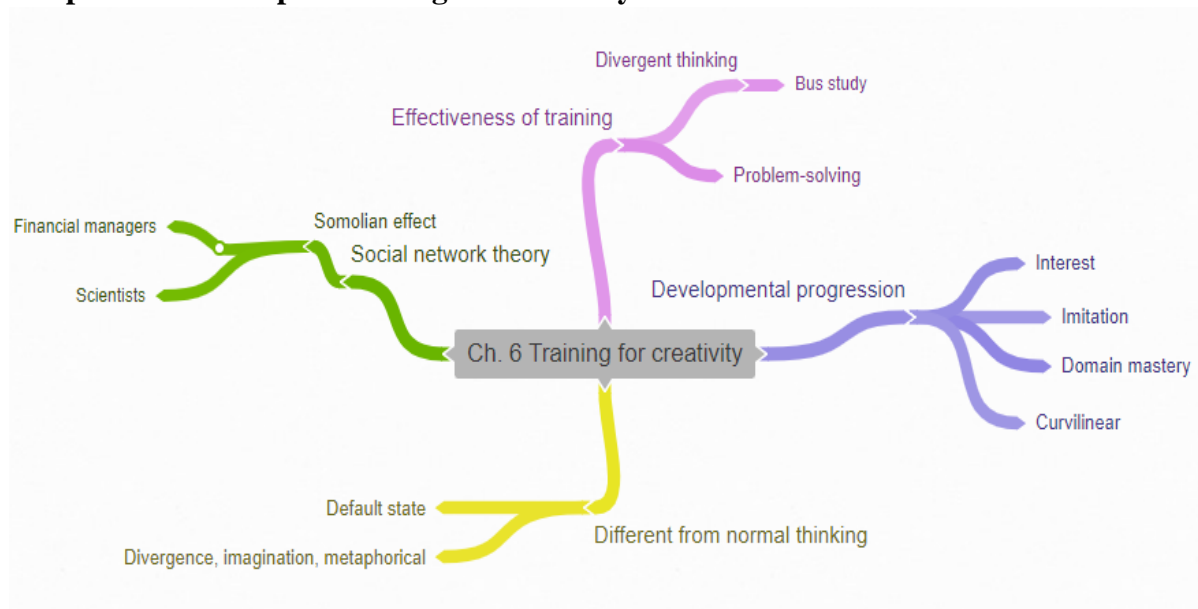 Divergent thinking
Bus study
Effectiveness of training
Problem-solving
Financial managers
Somolian effect
Social network theory
Scientists
Interest
Developmental progression
Imitation
Ch. 6 Training for creativity
Domain mastery
Curvilinear
Default state
Different from normal thinking
Divergence, imagination, metaphorical